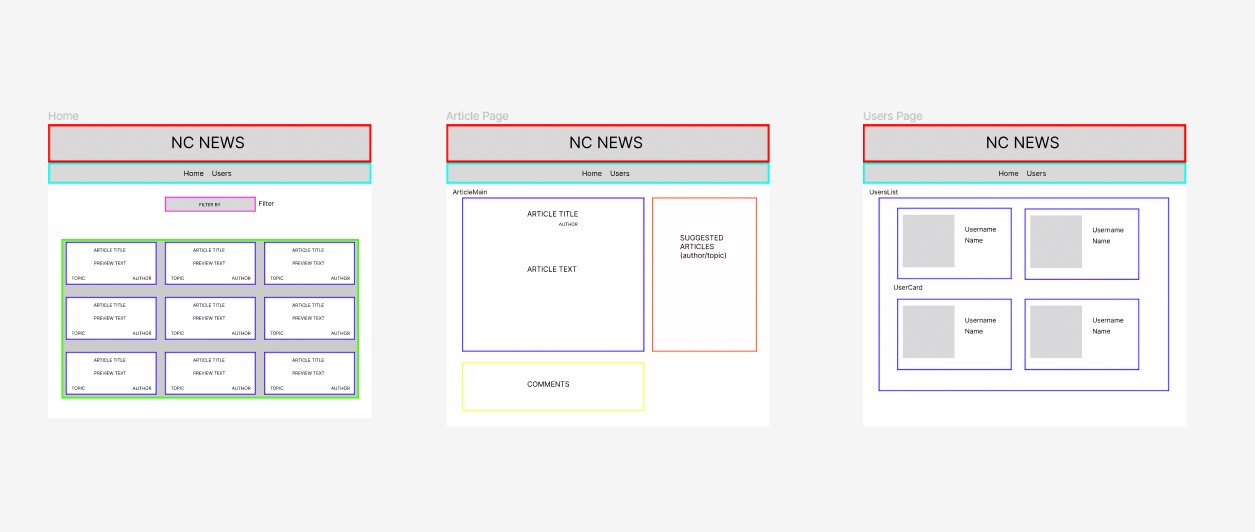 Home
NC NEWS
Home Users
FILTER BY
Filter
ARTICLE TITLE
PREVIEW TEXT
TOPIC AUTHOR
ARTICLE TITLE
PREVIEW TEXT
TOPIC AUTHOR
ARTICLE TITLE
PREVIEW TEXT
TOPIC AUTHOR
ARTICLE TITLE
PREVIEW TEXT
TOPIC AUTHOR
ARTICLE TITLE
PREVIEW TEXT
TOPIC AUTHOR
ARTICLE TITLE
PREVIEW TEXT
TOPIC AUTHOR
ARTICLE TITLE
PREVIEW TEXT
TOPIC AUTHOR
ARTICLE TITLE
PREVIEW TEXT
TOPIC AUTHOR
ARTICLE TITLE
PREVIEW TEXT
TOPIC AUTHOR
Article Page
NC NEWS
Home Users
ArticleMain
ARTICLE TITLE
AUTHOR
ARTICLE TEXT
SUGGESTED
ARTICLES
(author/topic)
COMMENTS
Users Page
NC NEWS
Home Users
UsersList
Username
Name
Username
Name
UserCard
Username
Name
Username
Name